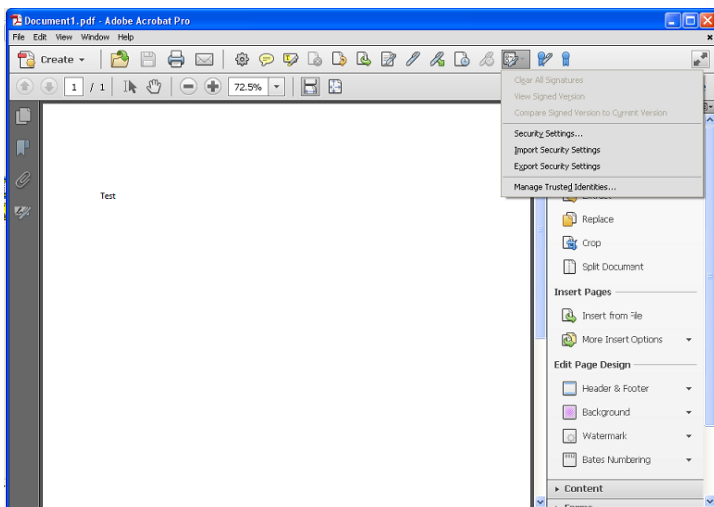 Document1.pdf - Adobe Acrobat Pro
File Edit View Window Help
Create
1 / 1 72.5%
Clear All Signatures
View Signed Version
Compare Signed Version to Current Version
Security Settings...
Import Security Settings
Export Security Settings
Manage Trusted Identities...
Test
Extract
Replace
Crop
Split Document
Insert Pages
Insert from File
More Insert Options
Edit Page Design
Header & Footer
Background
Watermark
Bates Numbering
Content
Forms